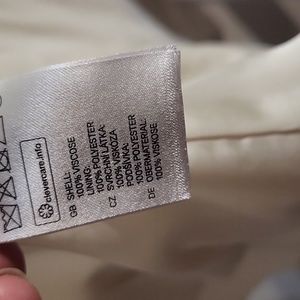 clevercare.info
GB SHELL:
100% VISCOSE
LINING:
100% POLYESTER
CZ SVRCHNÍ LÁTKA:
100% VISKÓZA
PODŠÍVKA:
100% POLYESTER
DE OBERMATERIAL:
100% VISKOSE